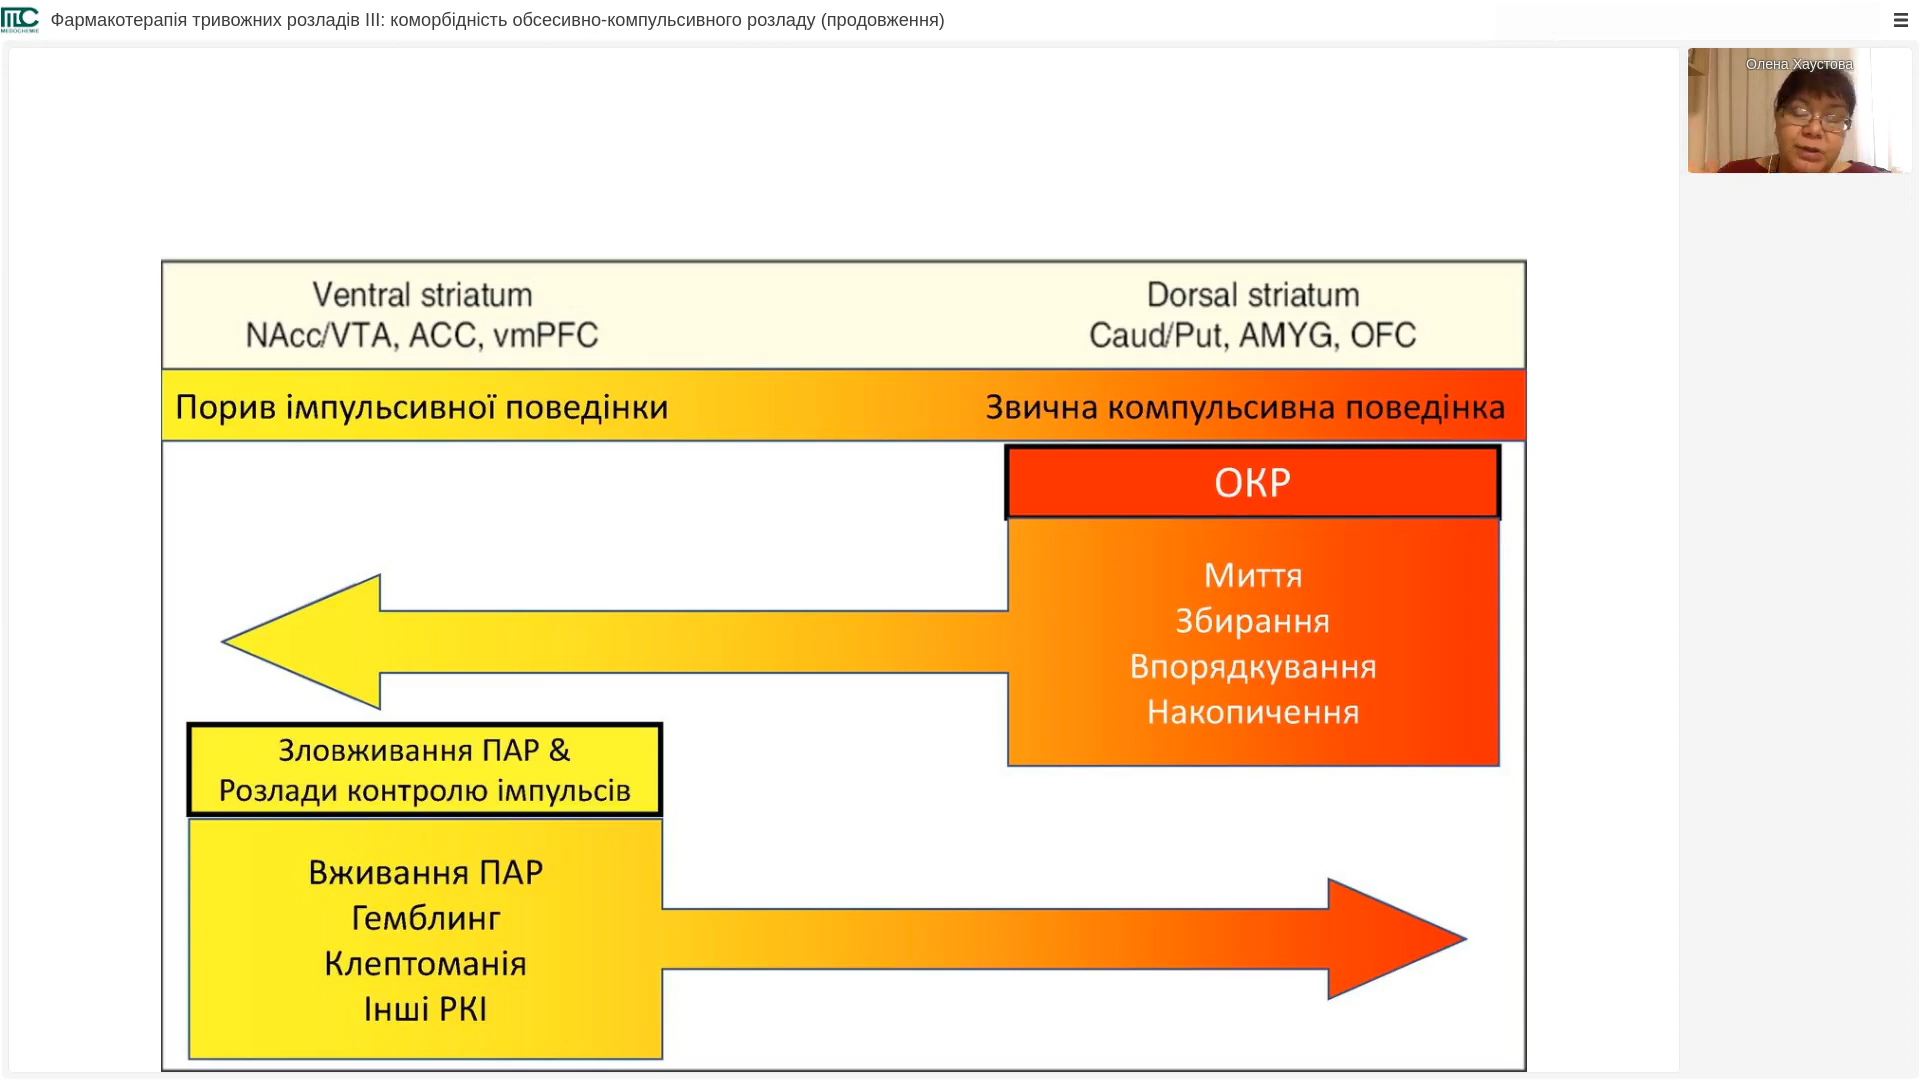 MEDOCHEMIE
Фармакотерапія тривожних розладів III: коморбідність обсесивно-компульсивного розладу (продовження)
Олена Хаустова
Ventral striatum
NAcc/VTA, ACC, vmPFC
Dorsal striatum
Caud/Put, AMYG, OFC
Порив імпульсивної поведінки
Звична компульсивна поведінка
ОКР
Миття
Збирання
Впорядкування
Накопичення
Зловживання ПАР &
Розлади контролю імпульсів
Вживання ПАР
Гемблинг
Клептоманія
Інші РКІ